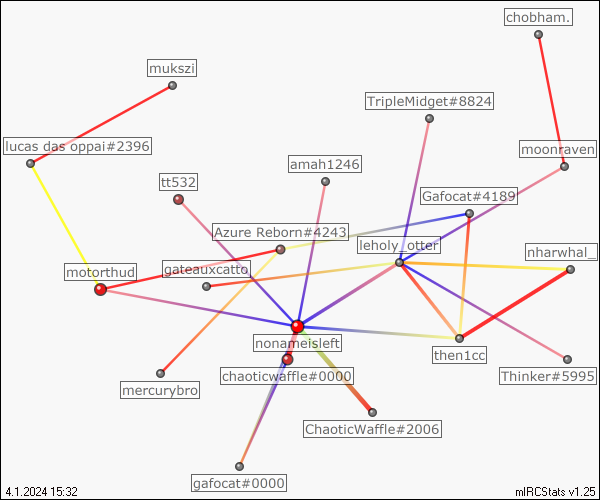 chobham.
mukszi
TripleMidget#8824
lucas das oppai#2396
moonraven
amah1246
tt532
Gafocat#4189
Azure Reborn#4243
leholy_otter
nharwhal_
motorthud
gateauxcatto
nonameisleft
then1cc
chaoticwaffle#0000
Thinker#5995
mercurybro
ChaoticWaffle#2006
gafocat#0000
4.1.2024 15:32
mIRCStats v1.25